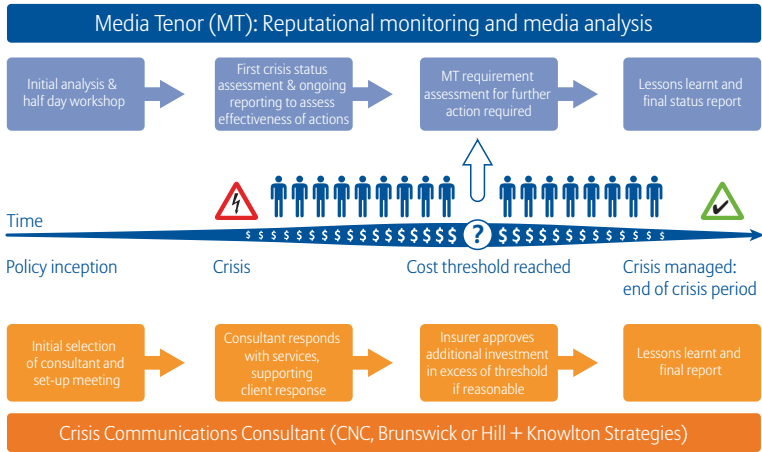 Media Tenor (MT): Reputational monitoring and media analysis
Initial analysis &
half day workshop
First crisis status
assessment & ongoing
reporting to assess
effectiveness of actions
MT requirement
assessment for further
action required
Lessons learnt and
final status report
Time
$ $ $ $ $ $ $ $ $ $ $ $ $ $ $ $ $ ? $ $ $ $ $ $ $ $ $ $ $ $ $
Policy inception
Crisis
Cost threshold reached
Crisis managed:
end of crisis period
Initial selection
of consultant and
set-up meeting
Consultant responds
with services,
supporting
client response
Insurer approves
additional investment
in excess of threshold
if reasonable
Lessons learnt and
final report
Crisis Communications Consultant (CNC, Brunswick or Hill + Knowlton Strategies)